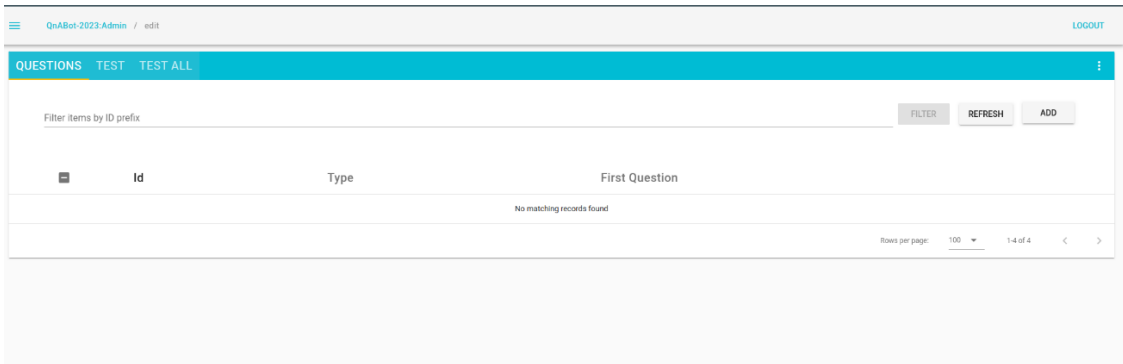 QnABot-2023:Admin / edit LOGOUT
QUESTIONS TEST TEST ALL
Filter items by ID prefix FILTER REFRESH ADD
Id Type First Question
No matching records found
Rows per page: 100 1-4 of 4